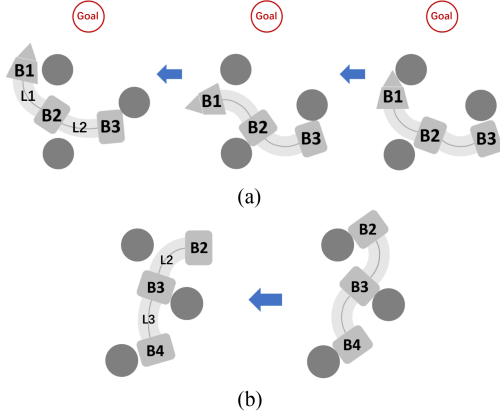 Goal Goal Goal
B1 B1 B1
L1
B2 B2 B2
L2 B3 B3 B3
(a)
L2 B2 B2
B3 B3
L3
B4 B4
(b)